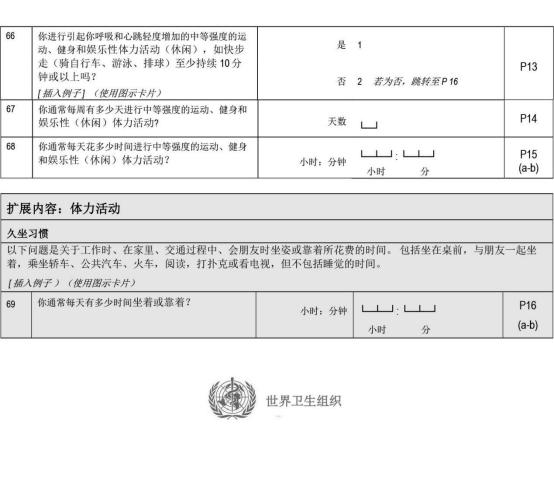 66 你进行引起你呼吸和心跳轻度增加的中等强度的运
动、健身和娱乐性体力活动（休闲），如快步
走（骑自行车、游泳、排球）至少持续 10 分
钟或以上吗？
[ 插入例子] （使用图示卡片）
是 1
否 2 若为否，跳转至 P 16
P13
67 你通常每周有多少天进行中等强度的运动、健身和
娱乐性（休闲）体力活动?
天数
P14
68 你通常每天花多少时间进行中等强度的运动、健身
和娱乐性（休闲）体力活动？
小时：分钟
:
小时 分
P15
(a-b)
扩展内容：体力活动
久坐习惯
以下问题是关于工作时、在家里、交通过程中、会朋友时坐姿或靠着所花费的时间。 包括坐在桌前，与朋友一起坐
着，乘坐轿车、公共汽车、火车，阅读，打扑克或看电视，但不包括睡觉的时间。
[ 插入例子 ）（使用图示卡片）
69 你通常每天有多少时间坐着或靠着？
小时：分钟
:
小时 分
P16
(a-b)
世界卫生组织